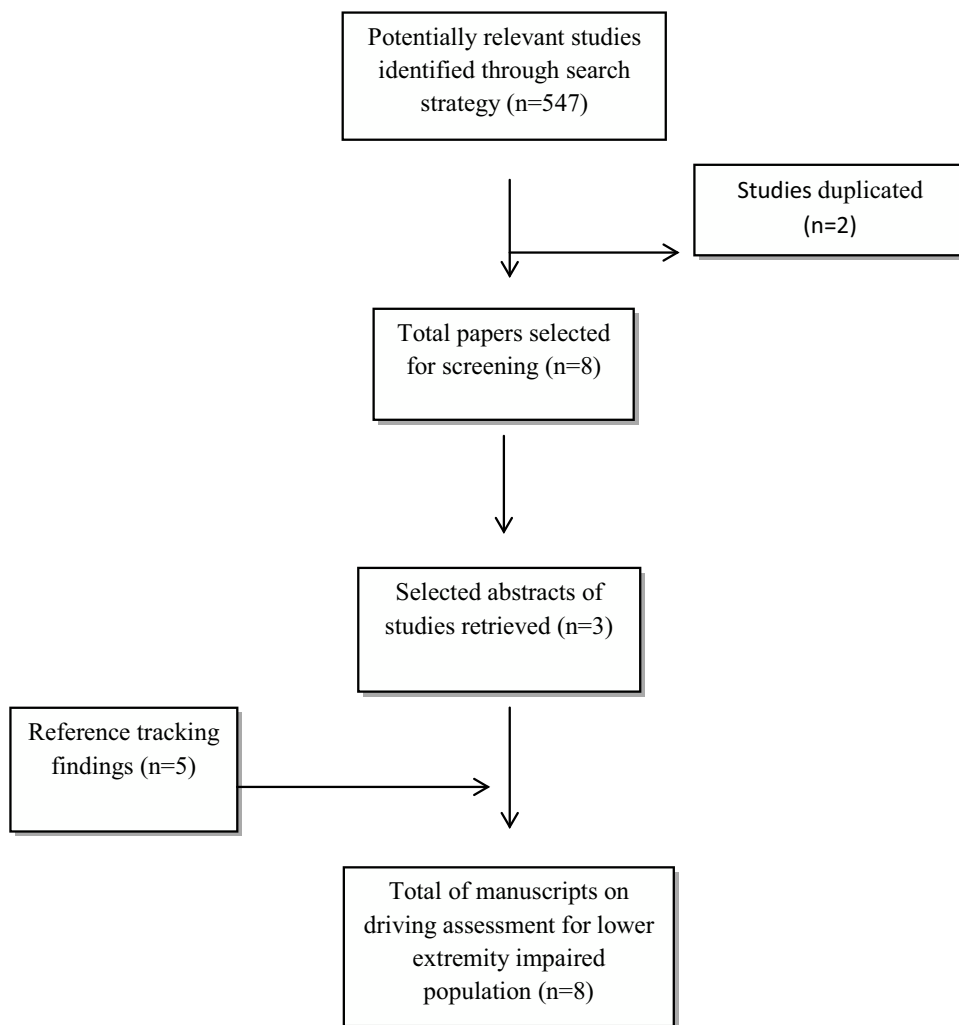 Potentially relevant studies
identified through search
strategy (n=547)
Studies duplicated
(n=2)
Total papers selected
for screening (n=8)
Selected abstracts of
studies retrieved (n=3)
Reference tracking
findings (n=5)
Total of manuscripts on
driving assessment for lower
extremity impaired
population (n=8)